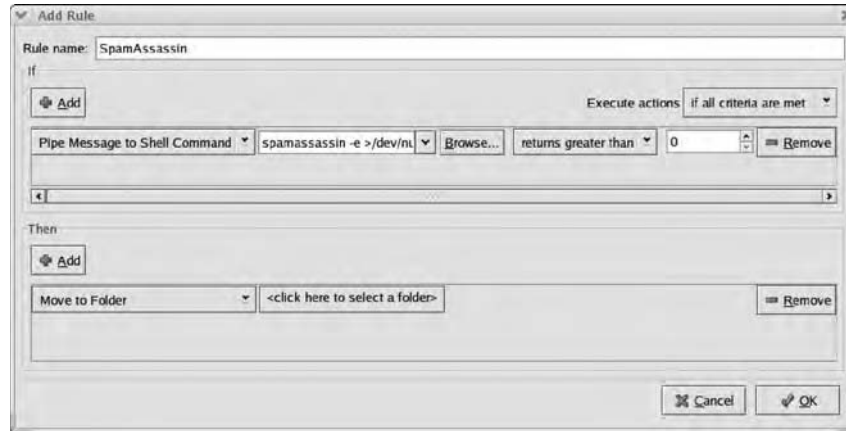 Add Rule
Rule name: SpamAssassin
If
Add
Execute actions if all criteria are met
Pipe Message to Shell Command spamassassin -e >/dev/nu Browse... returns greater than 0 Remove
Then
Add
Move to Folder <click here to select a folder> Remove
Cancel OK